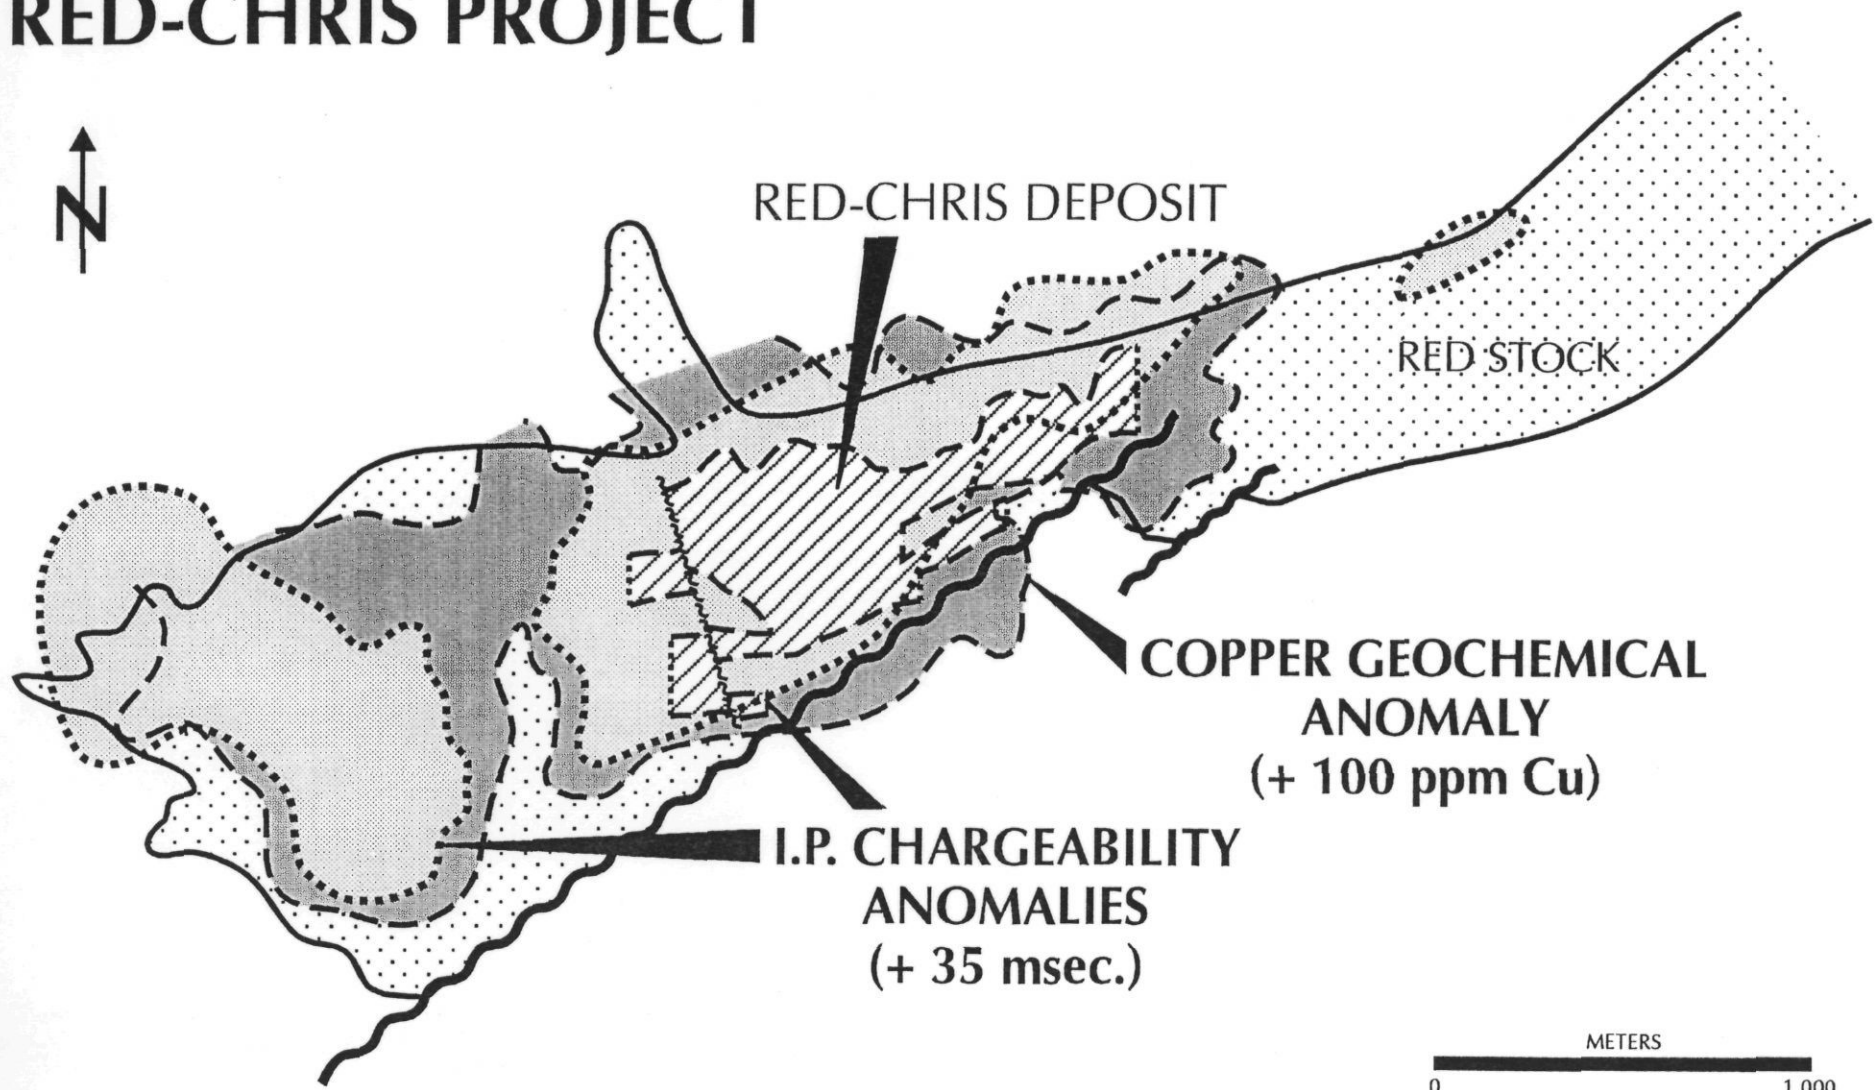 RED-CHRIS PROJECT
N
RED-CHRIS DEPOSIT
RED STOCK
COPPER GEOCHEMICAL
ANOMALY
(+ 100 ppm Cu)
I.P. CHARGEABILITY
ANOMALIES
(+ 35 msec.)
METERS
0 1,000